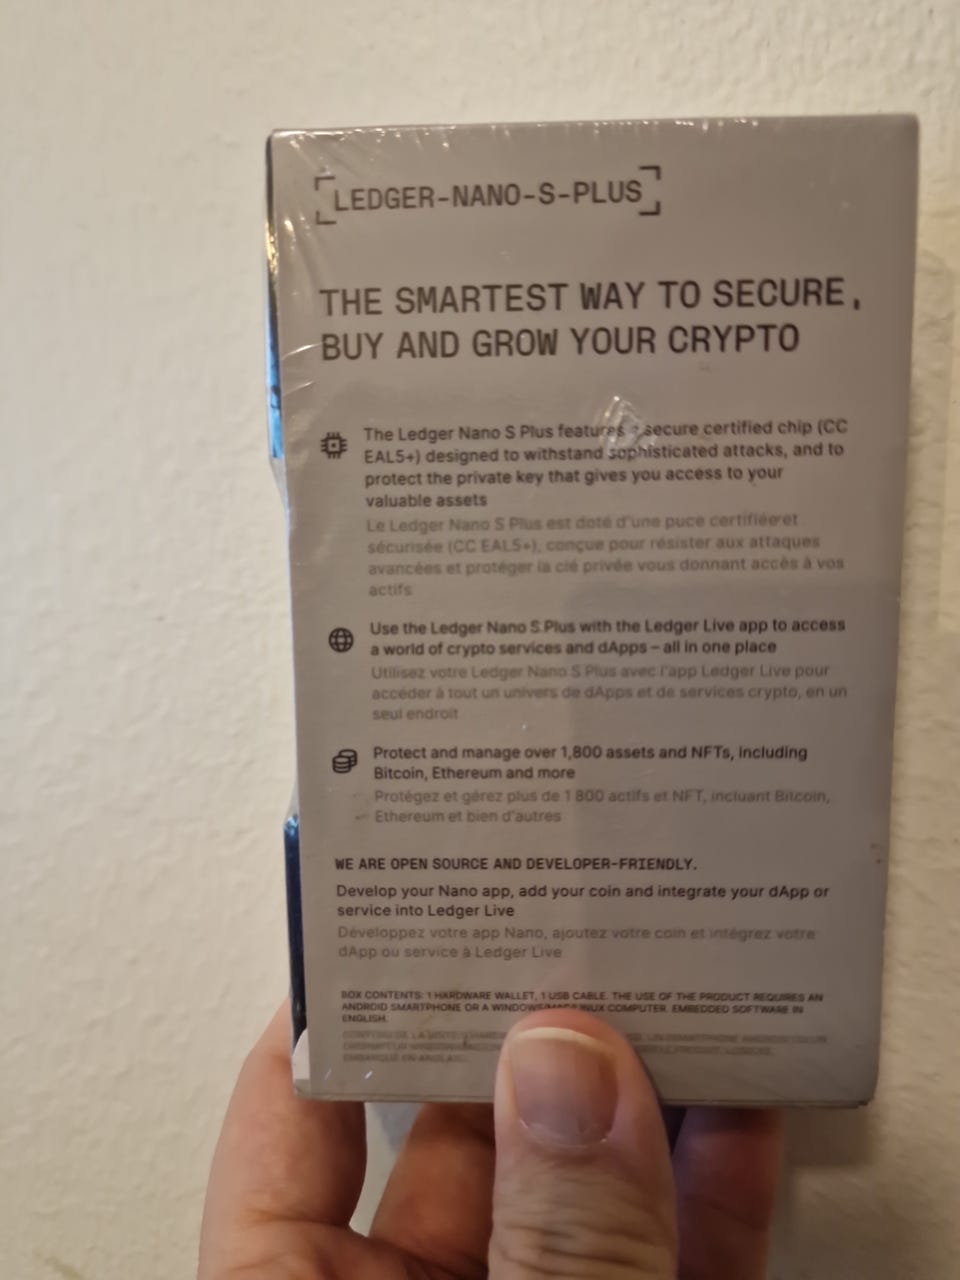 LEDGER-NANO-S-PLUS
THE SMARTEST WAY TO SECURE,
BUY AND GROW YOUR CRYPTO
The Ledger Nano S Plus features secure certified chip (CC
EAL5+) designed to withstand sophisticated attacks, and to
protect the private key that gives you access to your
valuable assets
Le Ledger Nano S Plus est doté d'une puce certifiée et
sécurisée (CC EAL5+), conçue pour résister aux attaques
avancées et protéger la clé privée vous donnant accès à vos
actifs
Use the Ledger Nano S Plus with the Ledger Live app to access
a world of crypto services and dApps – all in one place
Utilisez votre Ledger Nano S Plus avec l'app Ledger Live pour
accéder à tout un univers de dApps et de services crypto, en un
seul endroit
Protect and manage over 1,800 assets and NFTs, including
Bitcoin, Ethereum and more
Protégez et gérez plus de 1 800 actifs et NFT, incluant Bitcoin,
Ethereum et bien d'autres
WE ARE OPEN SOURCE AND DEVELOPER-FRIENDLY.
Develop your Nano app, add your coin and integrate your dApp or
service into Ledger Live
Développez votre app Nano, ajoutez votre coin et intégrez votre
dApp ou service à Ledger Live
BOX CONTENTS: 1 HARDWARE WALLET, 1 USB CABLE. THE USE OF THE PRODUCT REQUIRES AN
ANDROID SMARTPHONE OR A WINDOWS/MAC/LINUX COMPUTER. EMBEDDED SOFTWARE IN
ENGLISH.